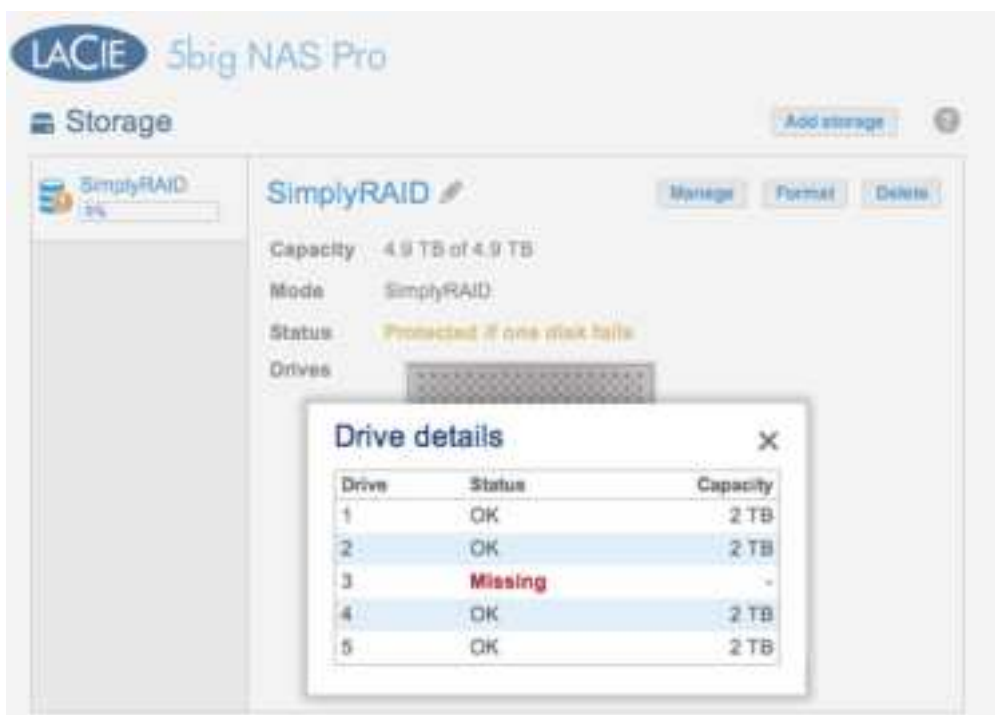 LACIE 5big NAS Pro
Storage
Add storage
?
SimplyRAID
SimplyRAID
Manage Format Delete
Capacity 4.9 TB of 4.9 TB
Mode SimplyRAID
Status Protected if one disk fails
Drives
Drive details
Drive Status Capacity
1 OK 2 TB
2 OK 2 TB
3 Missing -
4 OK 2 TB
5 OK 2 TB